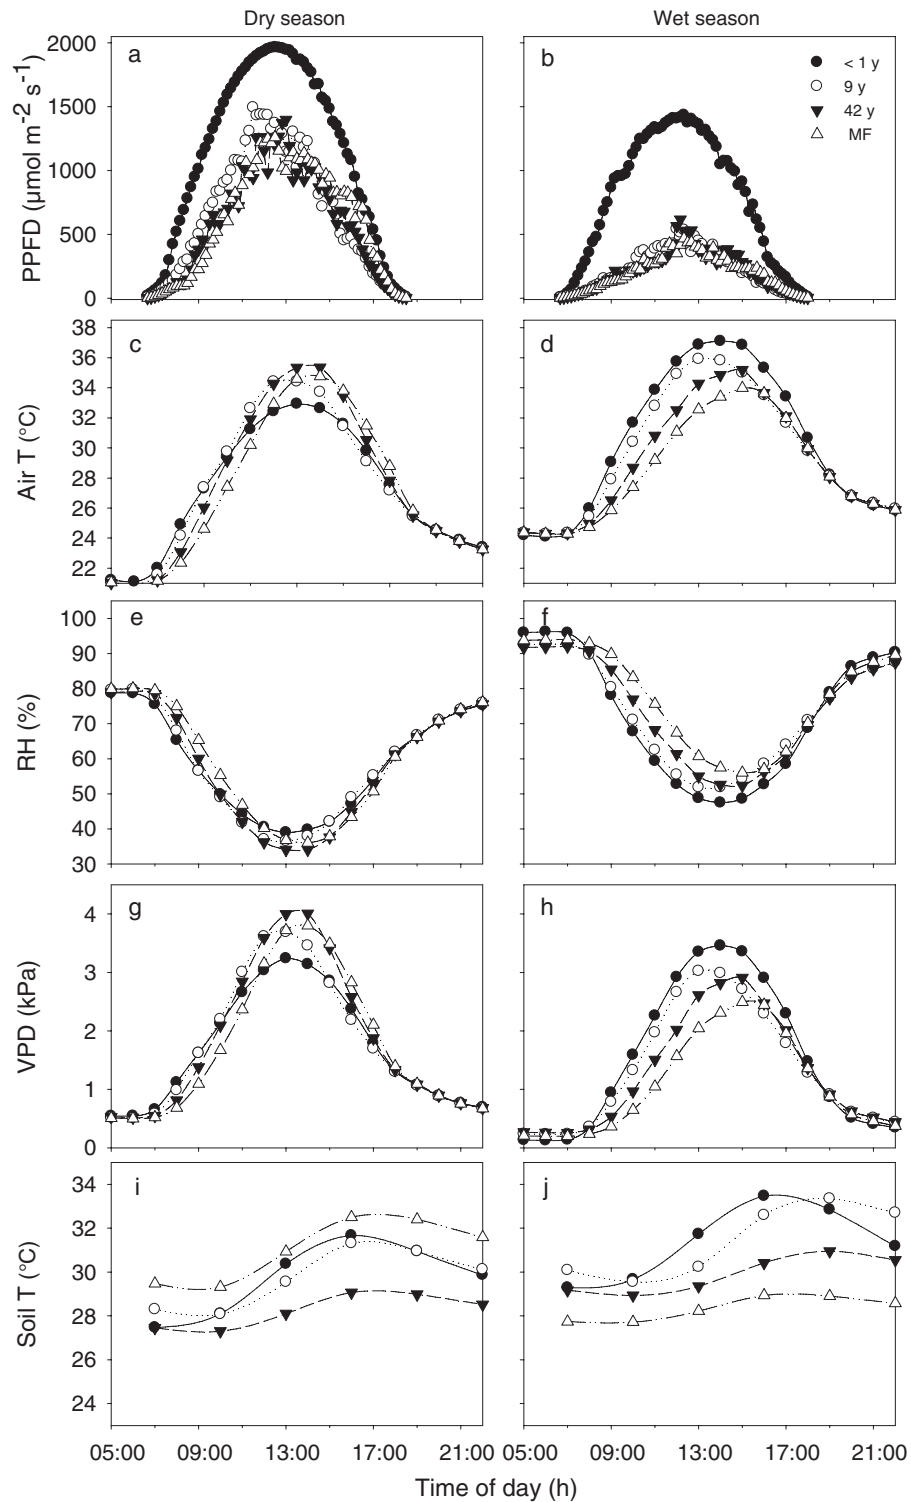 Dry season
Wet season
PPFD (µmol m-2 s-1)
2000
1500
1000
500
0
a
b
< 1 y
9 y
42 y
MF
Air T (°C)
38
36
34
32
30
28
26
24
22
c
d
RH (%)
100
90
80
70
60
50
40
30
e
f
VPD (kPa)
4
3
2
1
0
g
h
Soil T (°C)
34
32
30
28
26
24
i
j
05:00 09:00 13:00 17:00 21:00 05:00 09:00 13:00 17:00 21:00
Time of day (h)